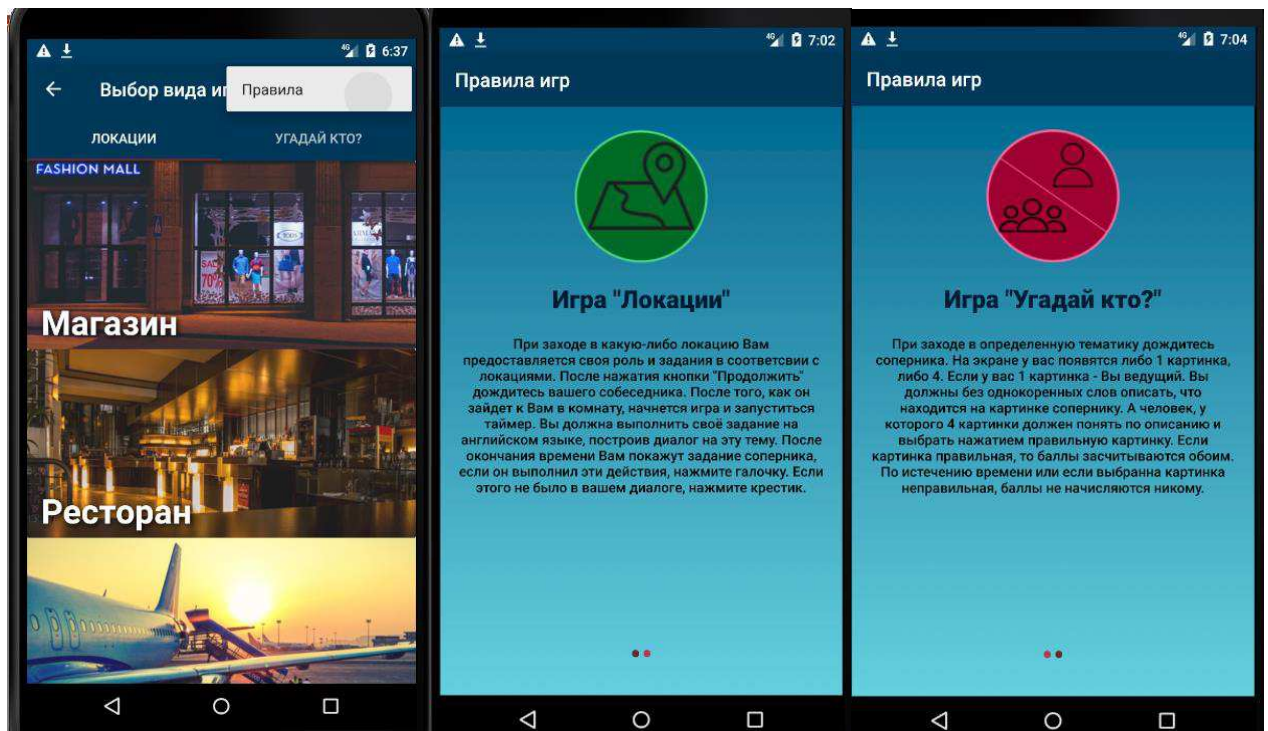 4G 6:37
Выбор вида иг
Правила
ЛОКАЦИИ
УГАДАЙ КТО?
FASHION MALL
SALE
70%
Магазин
Ресторан
4G 7:02
Правила игр
Игра "Локации"
При заходе в какую-либо локацию Вам
предоставляется своя роль и задания в соответсвии с
локациями. После нажатия кнопки "Продолжить"
дождитесь вашего собеседника. После того, как он
зайдет к Вам в комнату, начнется игра и запуститься
таймер. Вы должна выполнить своё задание на
английском языке, построив диалог на эту тему. После
окончания времени Вам покажут задание соперника,
если он выполнил эти действия, нажмите галочку. Если
этого не было в вашем диалоге, нажмите крестик.
4G 7:04
Правила игр
Игра "Угадай кто?"
При заходе в определенную тематику дождитесь
соперника. На экране у вас появятся либо 1 картинка,
либо 4. Если у вас 1 картинка - Вы ведущий. Вы
должны без однокоренных слов описать, что
находится на картинке сопернику. А человек, у
которого 4 картинки должен понять по описанию и
выбрать нажатием правильную картинку. Если
картинка правильная, то баллы засчитываются обоим.
По истечению времени или если выбранна картинка
неправильная, баллы не начисляются никому.